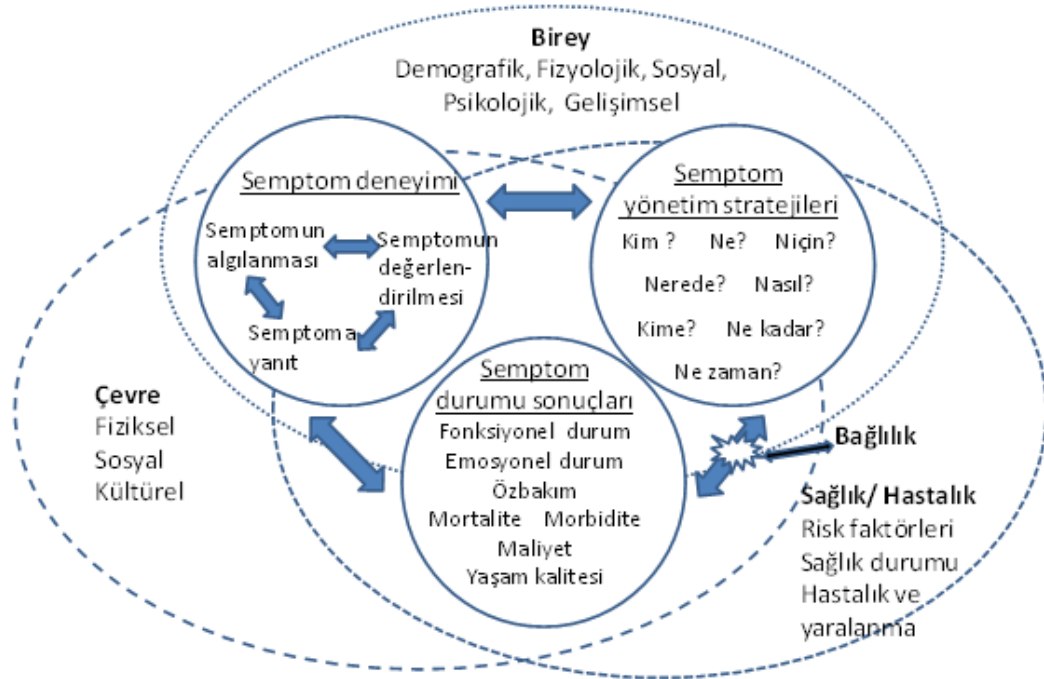 Birey
Demografik, Fizyolojik, Sosyal,
Psikolojik, Gelişimsel
Semptom deneyimi
Semptomun
algılanması
Semptomun
değerlen-
dirilmesi
Semptoma
yanıt
Semptom
yönetim stratejileri
Kim ? Ne? Niçin?
Nerede? Nasıl?
Kime? Ne kadar?
Ne zaman?
Semptom
durumu sonuçları
Fonksiyonel durum
Emosyonel durum
Özbakım
Mortalite Morbidite
Maliyet
Yaşam kalitesi
Çevre
Fiziksel
Sosyal
Kültürel
Bağlılık
Sağlık/ Hastalık
Risk faktörleri
Sağlık durumu
Hastalık ve
yaralanma